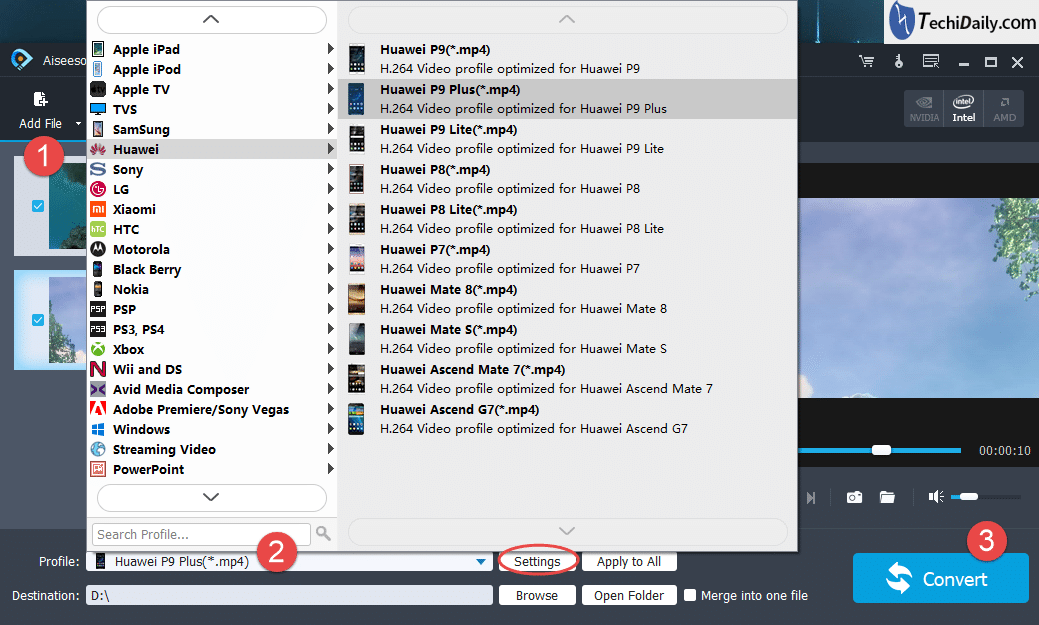 TechiDaily.com
Aiseeso
Add File
NVIDIA
intel
Intel
AMD
1
Apple iPad
Apple iPod
Apple TV
TVS
SamSung
Huawei
Sony
LG
Xiaomi
HTC
Motorola
Black Berry
Nokia
PSP
PS3, PS4
Xbox
Wii and DS
Avid Media Composer
Adobe Premiere/Sony Vegas
Windows
Streaming Video
PowerPoint
Search Profile...
Huawei P9(*.mp4)
H.264 Video profile optimized for Huawei P9
Huawei P9 Plus(*.mp4)
H.264 Video profile optimized for Huawei P9 Plus
Huawei P9 Lite(*.mp4)
H.264 Video profile optimized for Huawei P9 Lite
Huawei P8(*.mp4)
H.264 Video profile optimized for Huawei P8
Huawei P8 Lite(*.mp4)
H.264 Video profile optimized for Huawei P8 Lite
Huawei P7(*.mp4)
H.264 Video profile optimized for Huawei P7
Huawei Mate 8(*.mp4)
H.264 Video profile optimized for Huawei Mate 8
Huawei Mate S(*.mp4)
H.264 Video profile optimized for Huawei Mate S
Huawei Ascend Mate 7(*.mp4)
H.264 Video profile optimized for Huawei Ascend Mate 7
Huawei Ascend G7(*.mp4)
H.264 Video profile optimized for Huawei Ascend G7
00:00:10
2
3
Profile: Huawei P9 Plus(*.mp4) Settings Apply to All
Convert
Destination: D:\ Browse Open Folder Merge into one file